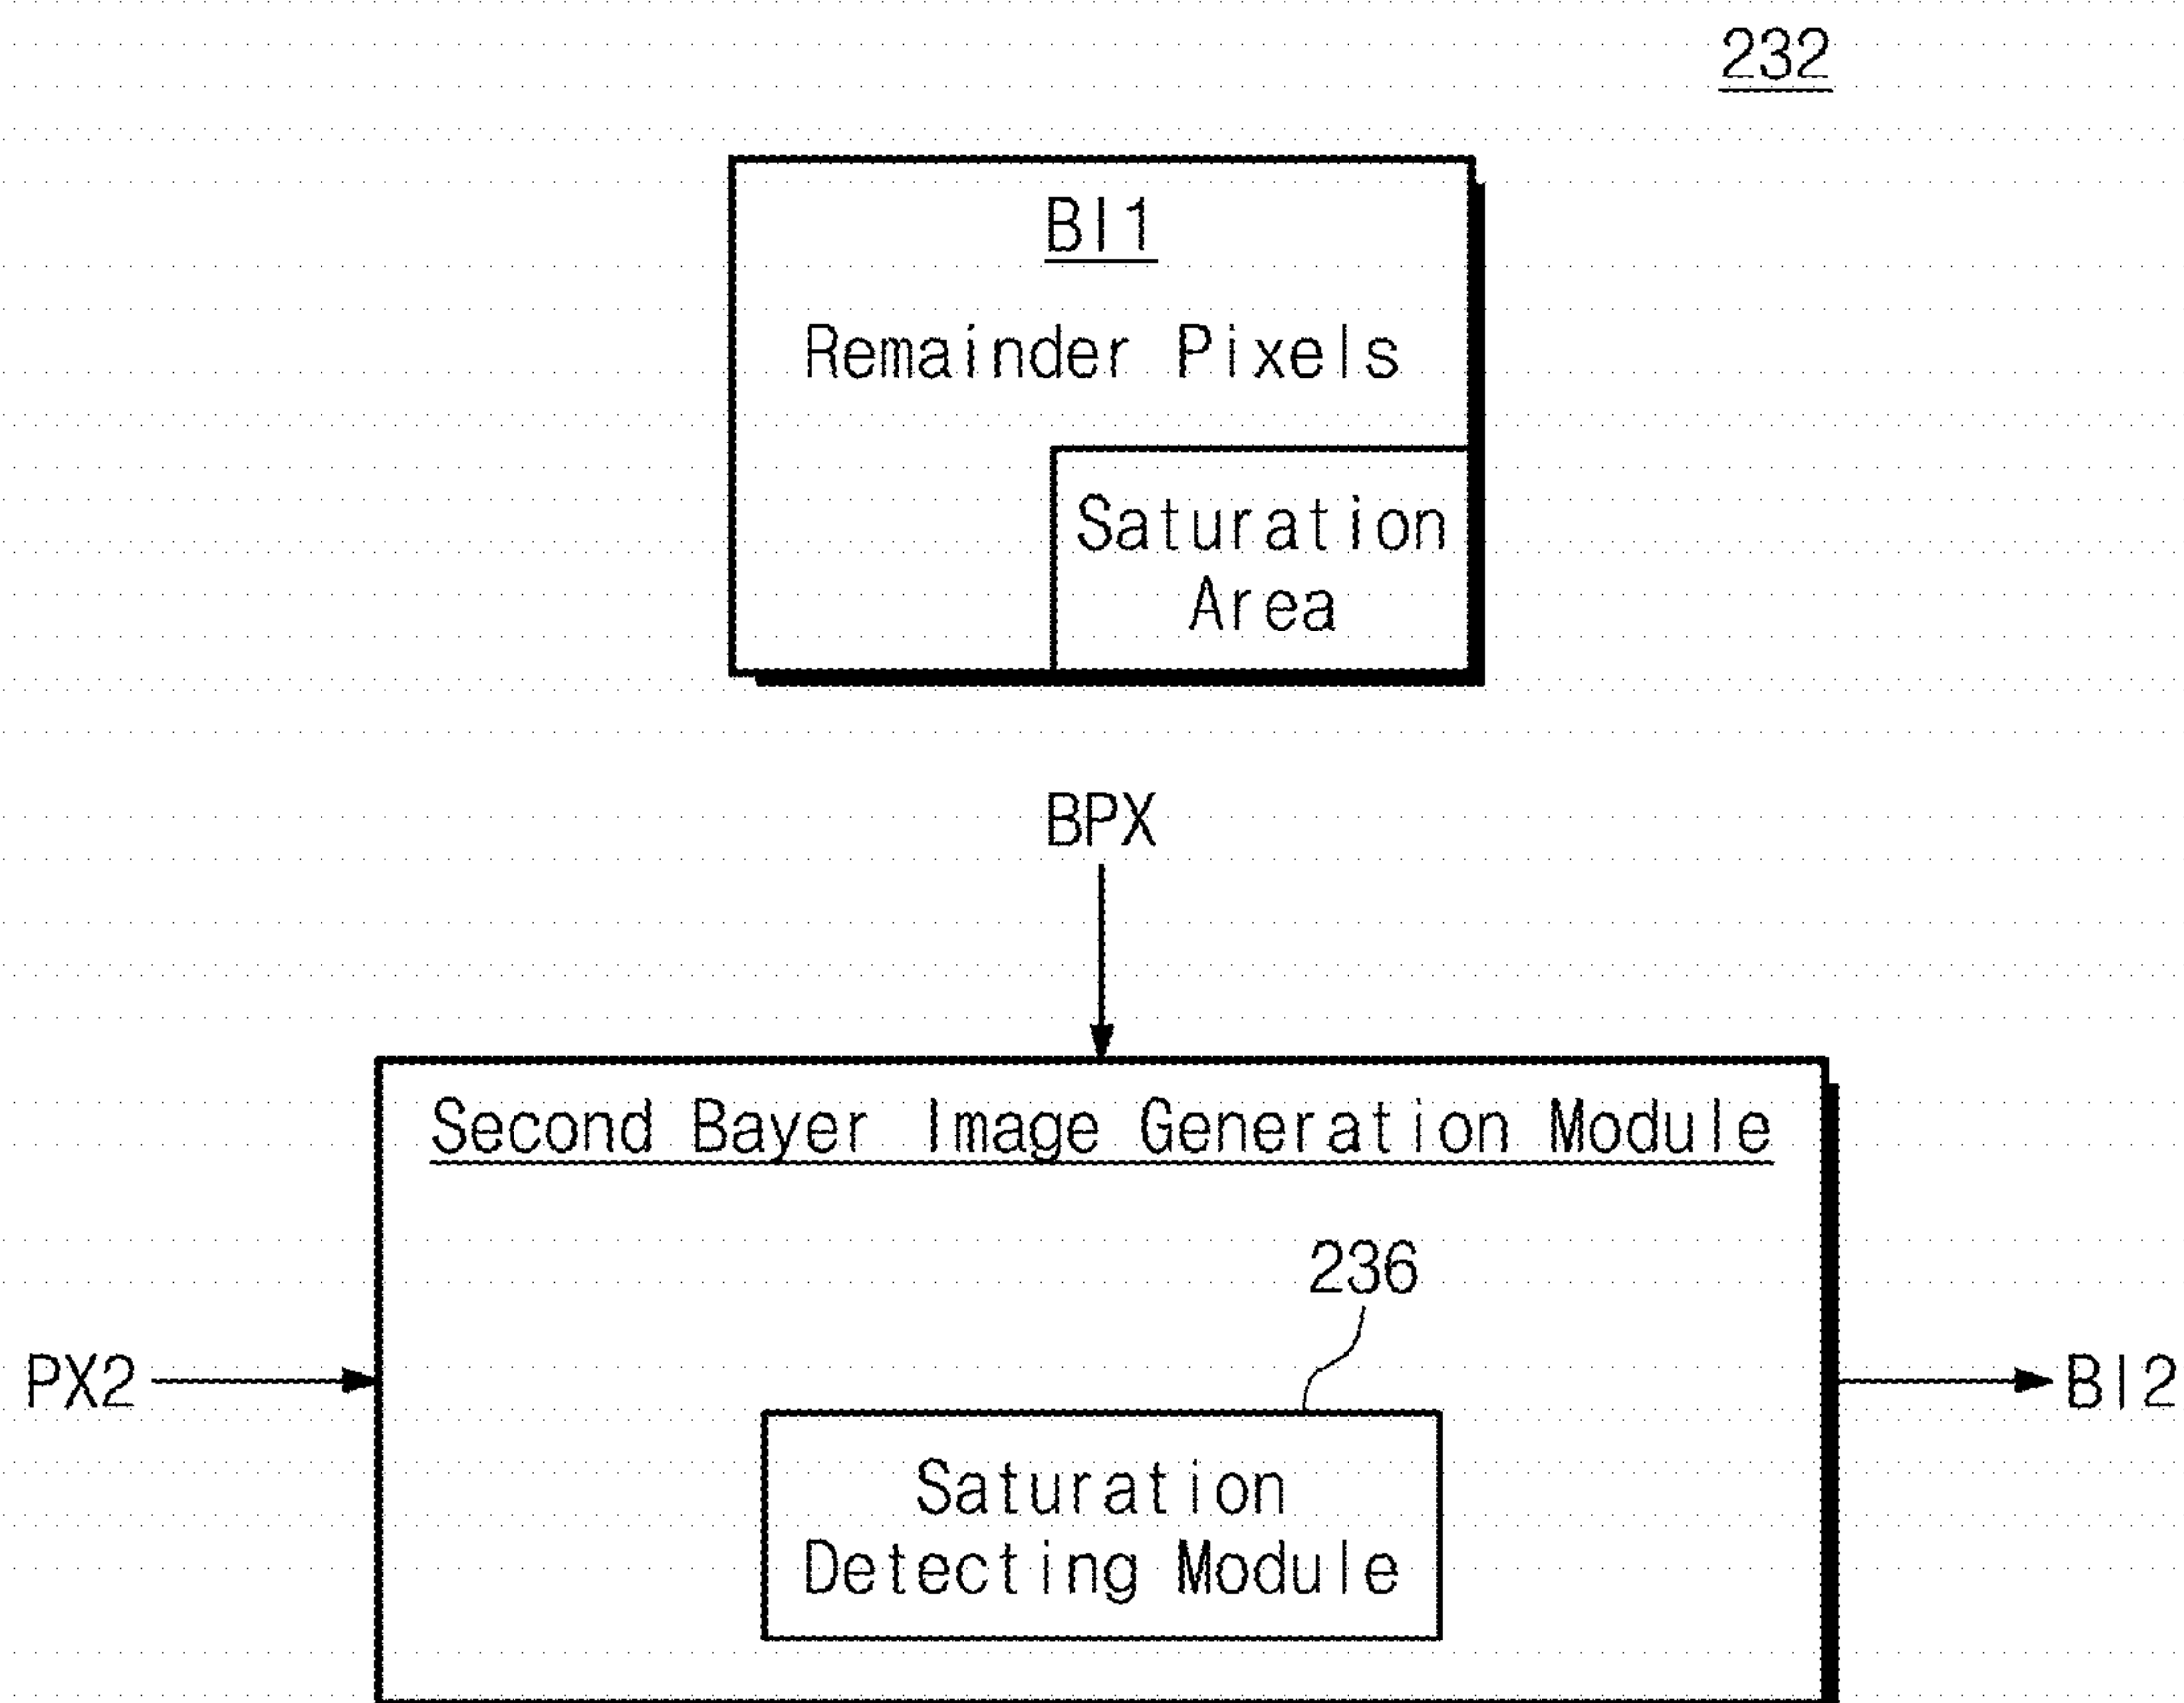 232
BI1
Remainder Pixels
Saturation
Area
BPX
Second Bayer Image Generation Module
236
PX2
BI2
Saturation
Detecting Module